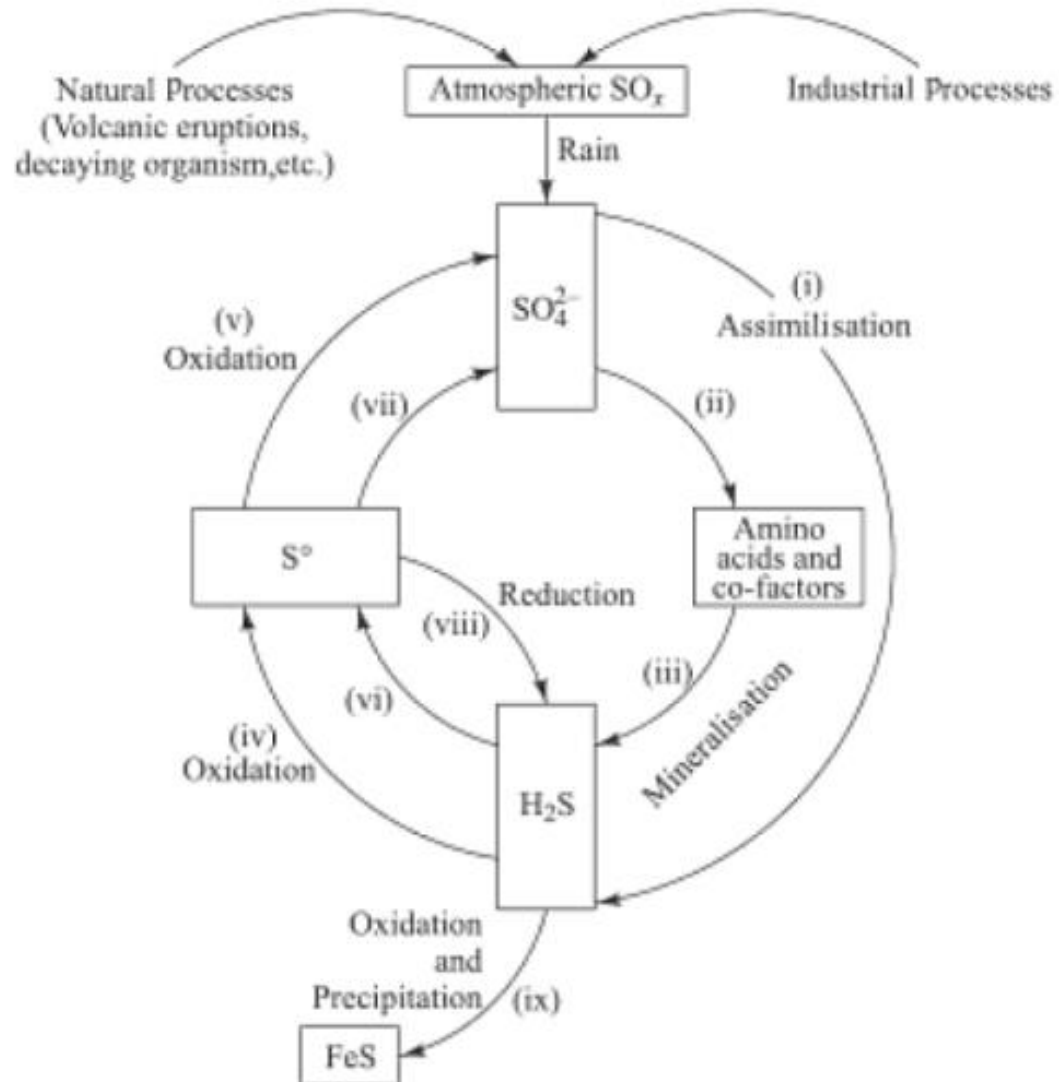 Natural Processes
(Volcanic eruptions,
decaying organism,etc.)
Atmospheric SOₓ
Industrial Processes
Rain
SO₄²⁻
(i)
Assimilisation
(v)
Oxidation
(vii)
(ii)
S°
Amino
acids and
co-factors
Reduction
(viii)
(iii)
(vi)
Mineralisation
(iv)
Oxidation
H₂S
Oxidation
and
Precipitation
(ix)
FeS